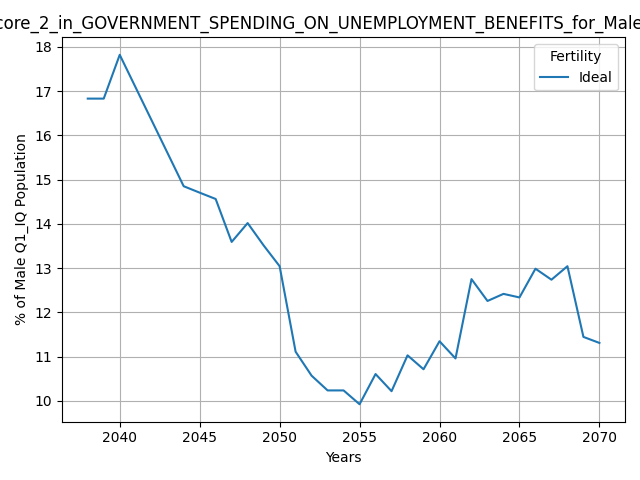 core_2_in_GOVERNMENT_SPENDING_ON_UNEMPLOYMENT_BENEFITS_for_Male
Fertility
Ideal
% of Male Q1_IQ Population
18
17
16
15
14
13
12
11
10
2040 2045 2050 2055 2060 2065 2070
Years